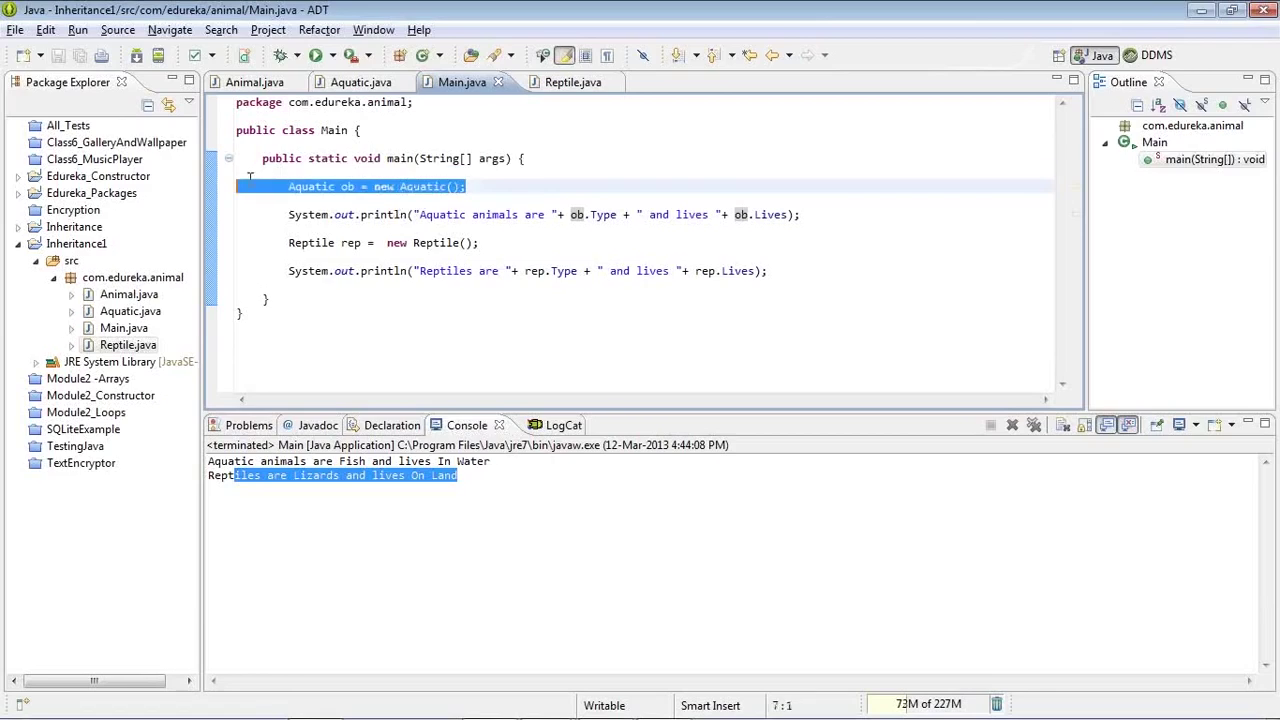 Java - Inheritance1/src/com/edureka/animal/Main.java - ADT
File Edit Run Source Navigate Search Project Refactor Window Help
Java DDMS
Package Explorer
All_Tests
Class6_GalleryAndWallpaper
Class6_MusicPlayer
Edureka_Constructor
Edureka_Packages
Encryption
Inheritance
Inheritance1
src
com.edureka.animal
Animal.java
Aquatic.java
Main.java
Reptile.java
JRE System Library [JavaSE-
Module2 -Arrays
Module2_Constructor
Module2_Loops
SQLiteExample
TestingJava
TextEncryptor
Animal.java Aquatic.java Main.java Reptile.java
package com.edureka.animal;
public class Main {
public static void main(String[] args) {
Aquatic ob = new Aquatic();
System.out.println("Aquatic animals are "+ ob.Type + " and lives "+ ob.Lives);
Reptile rep =  new Reptile();
System.out.println("Reptiles are "+ rep.Type + " and lives "+ rep.Lives);
}
}
Outline
com.edureka.animal
Main
main(String[]) : void
Problems Javadoc Declaration Console LogCat
<terminated> Main [Java Application] C:\Program Files\Java\jre7\bin\javaw.exe (12-Mar-2013 4:44:08 PM)
Aquatic animals are Fish and lives In Water
Reptiles are Lizards and lives On Land
Writable Smart Insert 7 : 1 73M of 227M